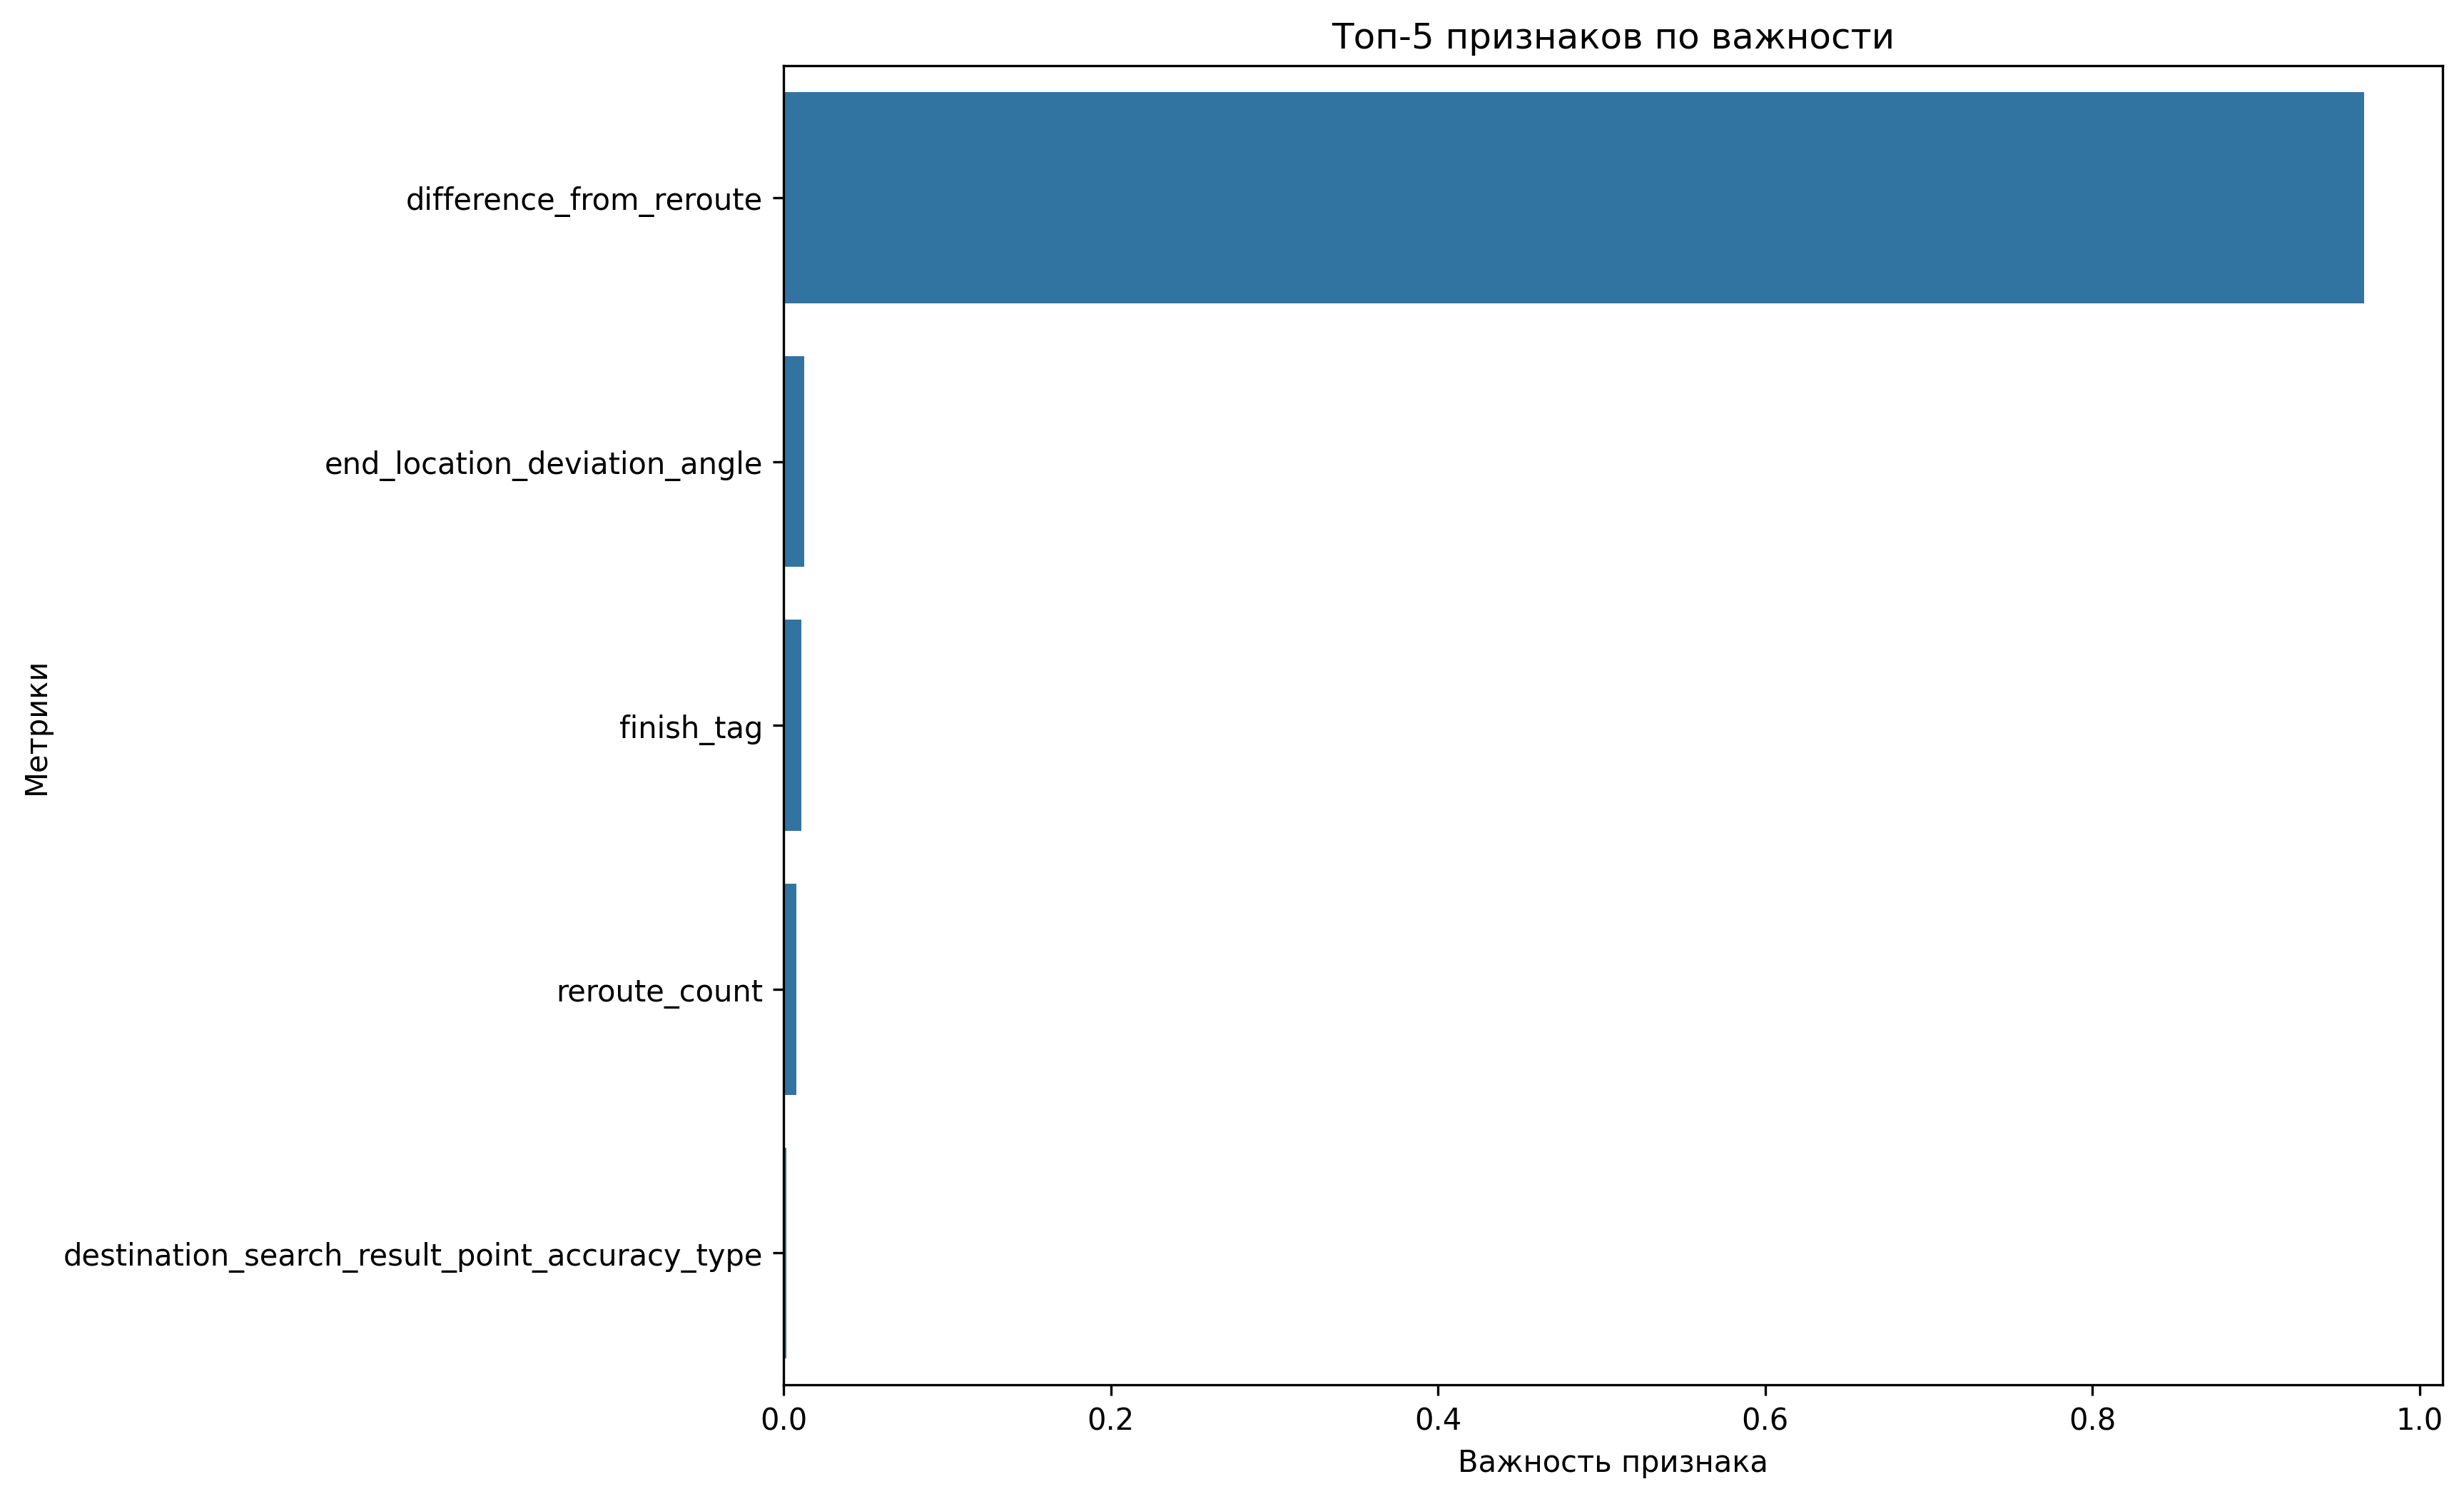 Топ-5 признаков по важности
difference_from_reroute
end_location_deviation_angle
finish_tag
reroute_count
destination_search_result_point_accuracy_type
Метрики
0.0 0.2 0.4 0.6 0.8 1.0
Важность признака